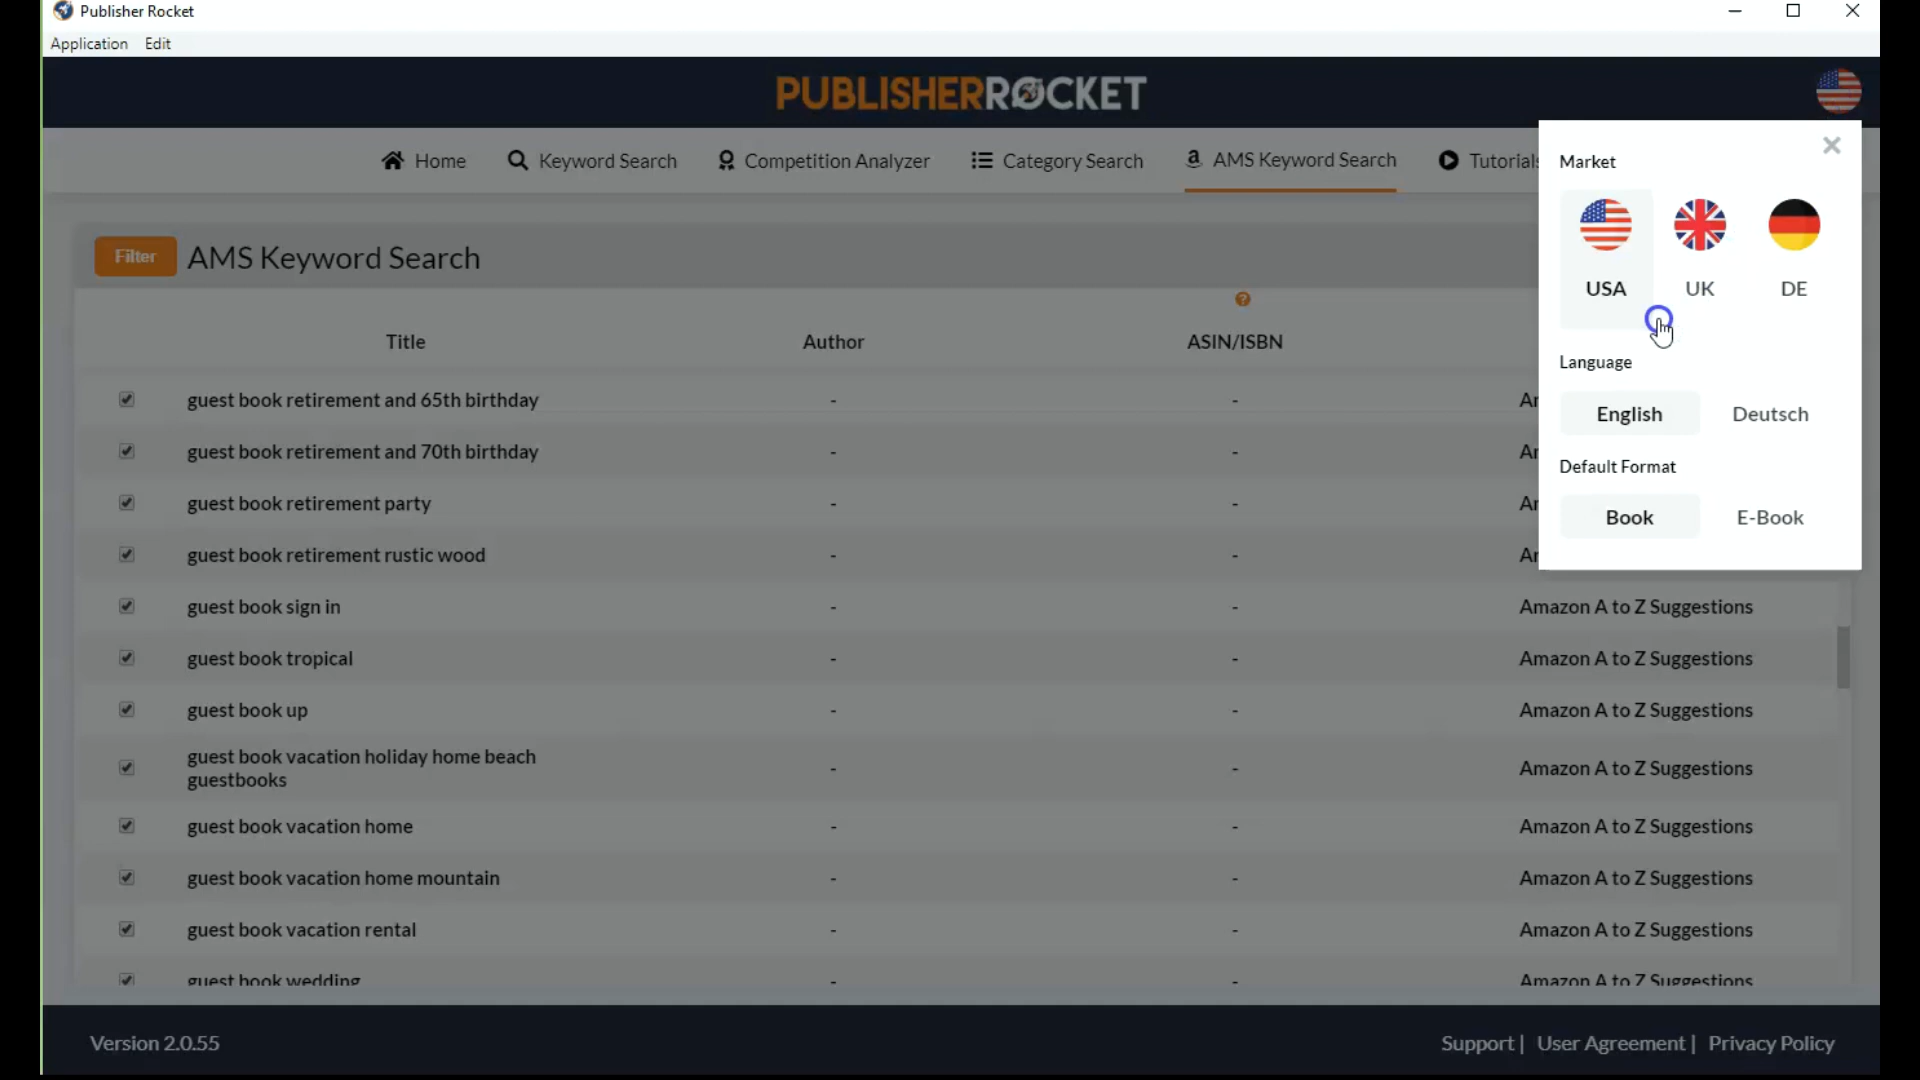 Publisher Rocket
Application Edit
PUBLISHERROCKET
Home Keyword Search Competition Analyzer Category Search AMS Keyword Search Tutorials
Market
USA UK DE
Language
English Deutsch
Default Format
Book E-Book
Filter AMS Keyword Search
?
Title Author ASIN/ISBN
guest book retirement and 65th birthday - -
guest book retirement and 70th birthday - -
guest book retirement party - -
guest book retirement rustic wood - -
guest book sign in - - Amazon A to Z Suggestions
guest book tropical - - Amazon A to Z Suggestions
guest book up - - Amazon A to Z Suggestions
guest book vacation holiday home beach
guestbooks - - Amazon A to Z Suggestions
guest book vacation home - - Amazon A to Z Suggestions
guest book vacation home mountain - - Amazon A to Z Suggestions
guest book vacation rental - - Amazon A to Z Suggestions
guest book wedding - - Amazon A to Z Suggestions
Version 2.0.55 Support | User Agreement | Privacy Policy